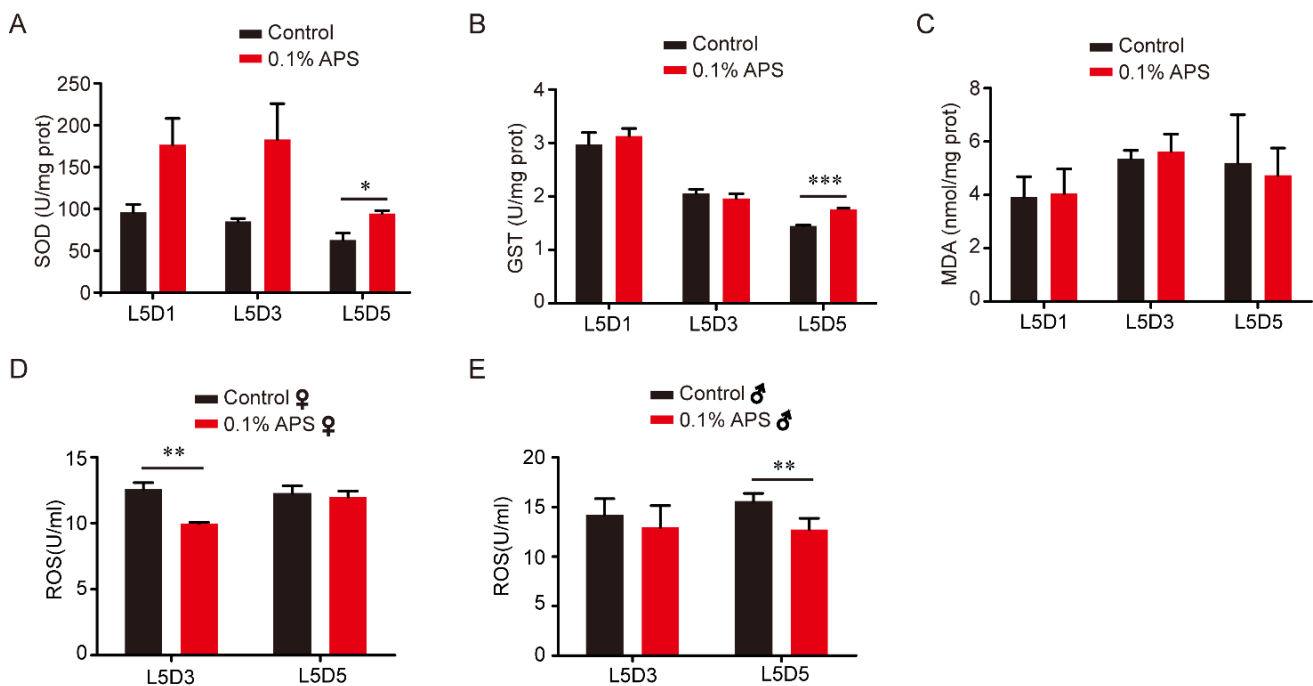 A
Control
0.1% APS
SOD (U/mg prot)
250
200
150
100
50
0
*
L5D1
L5D3
L5D5
B
Control
0.1% APS
GST (U/mg prot)
4
3
2
1
0
***
L5D1
L5D3
L5D5
C
Control
0.1% APS
MDA (nmol/mg prot)
8
6
4
2
0
L5D1
L5D3
L5D5
D
Control ♀
0.1% APS ♀
ROS(U/ml)
15
10
5
0
**
L5D3
L5D5
E
Control ♂
0.1% APS ♂
ROS(U/ml)
20
15
10
5
0
**
L5D3
L5D5